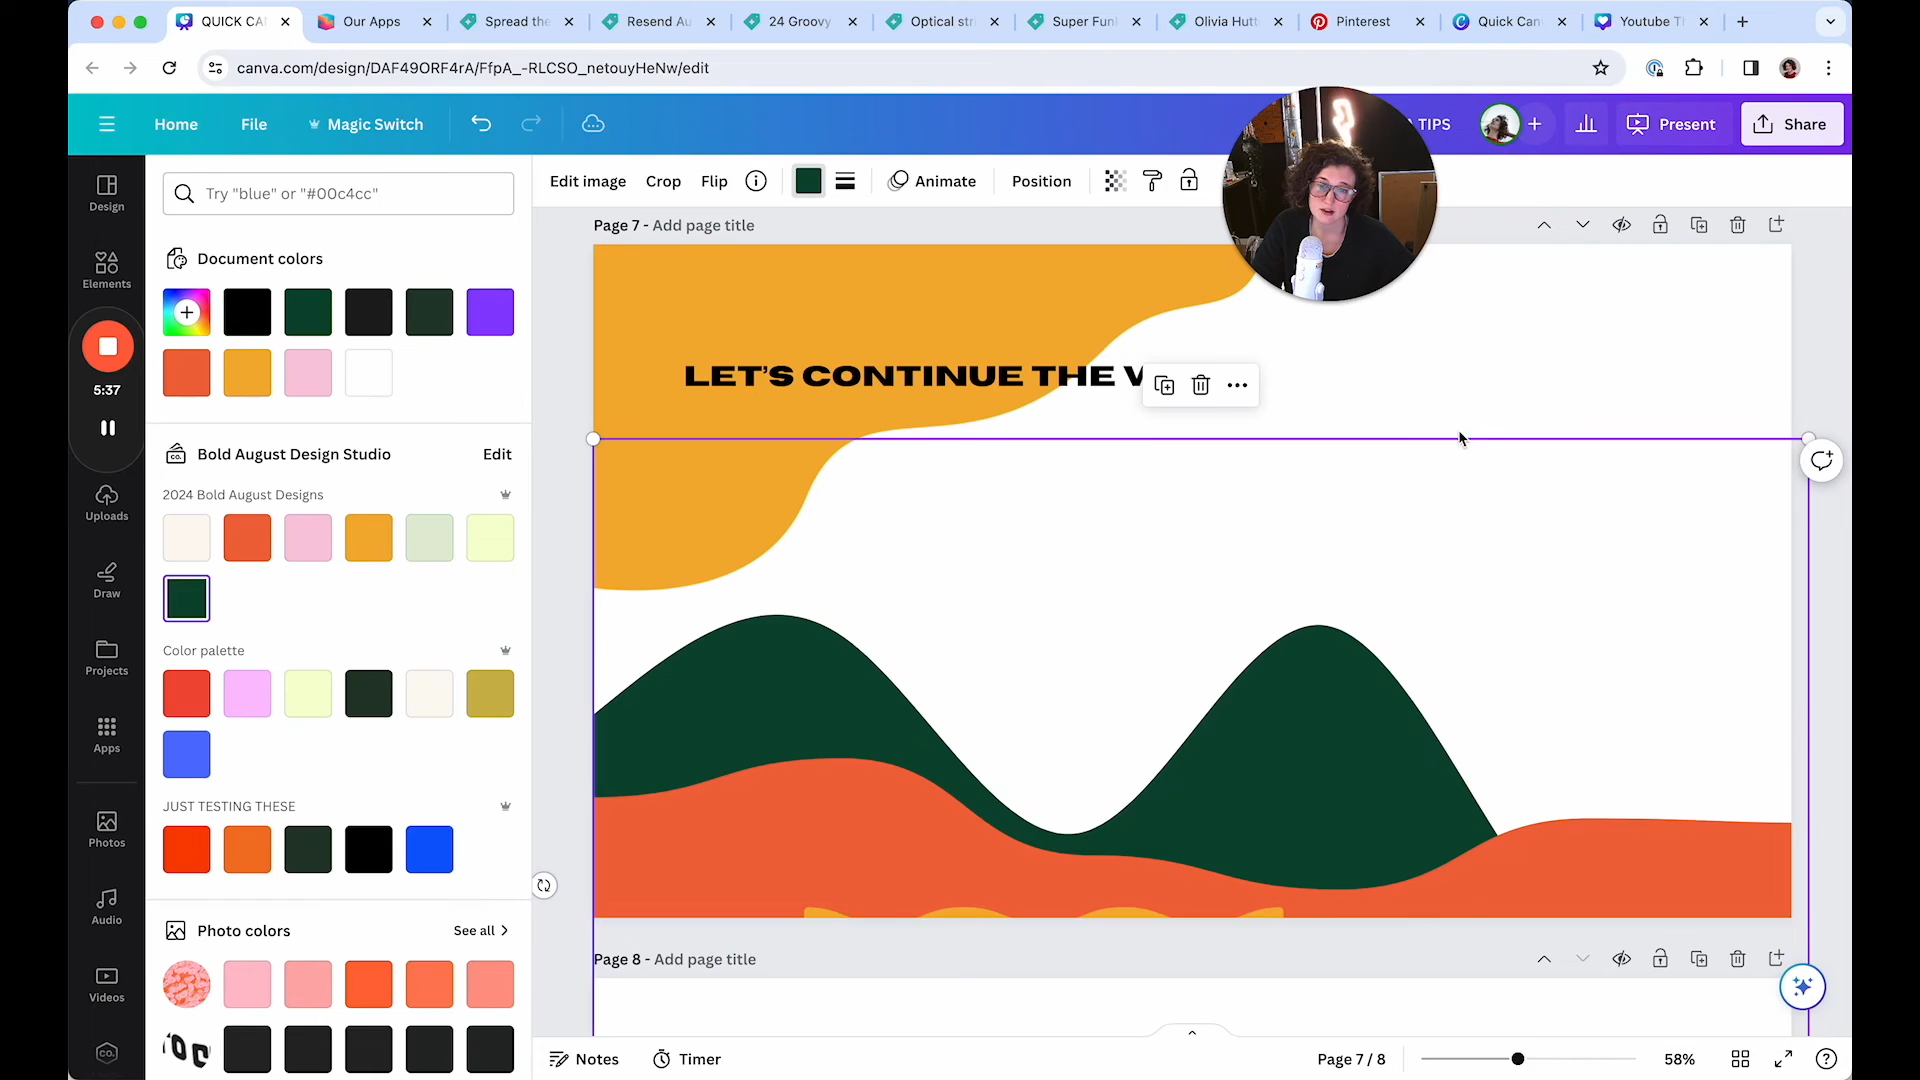 QUICK CA
Our Apps
Spread the
Resend Au
24 Groovy
Optical str
Super Fun
Olivia Hutt
Pinterest
Quick Can
Youtube T
canva.com/design/DAF49ORF4rA/FfpA_-RLCSO_netouyHeNw/edit
Home
File
Magic Switch
TIPS
Present
Share
Edit image
Crop
Flip
Animate
Position
Design
Elements
5:37
Uploads
Draw
Projects
Apps
Photos
Audio
Videos
co.
Try "blue" or "#00c4cc"
Document colors
co.
Bold August Design Studio
Edit
2024 Bold August Designs
Color palette
JUST TESTING THESE
Photo colors
See all
Page 7 - Add page title
LET'S CONTINUE THE V
Page 8 - Add page title
Notes
Timer
Page 7 / 8
58%